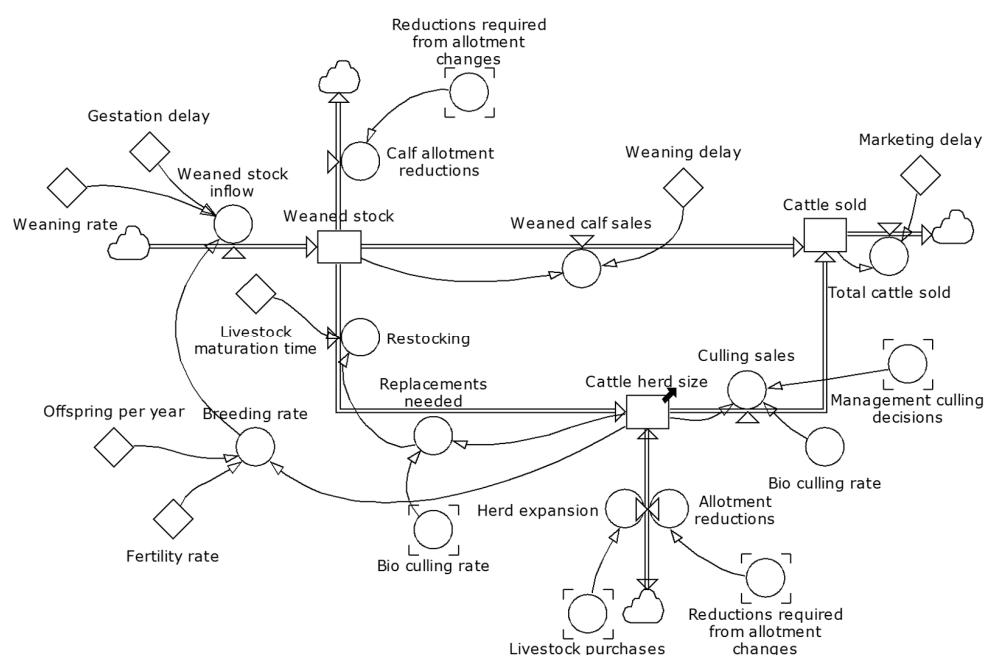 Reductions required
from allotment
changes
Gestation delay
Calf allotment
reductions
Weaning delay
Marketing delay
Weaned stock
inflow
Weaning rate
Weaned stock
Weaned calf sales
Cattle sold
Total cattle sold
Livestock
maturation time
Restocking
Replacements
needed
Culling sales
Cattle herd size
Management culling
decisions
Offspring per year
Breeding rate
Bio culling rate
Herd expansion
Allotment
reductions
Fertility rate
Bio culling rate
Reductions required
from allotment
changes
Livestock purchases